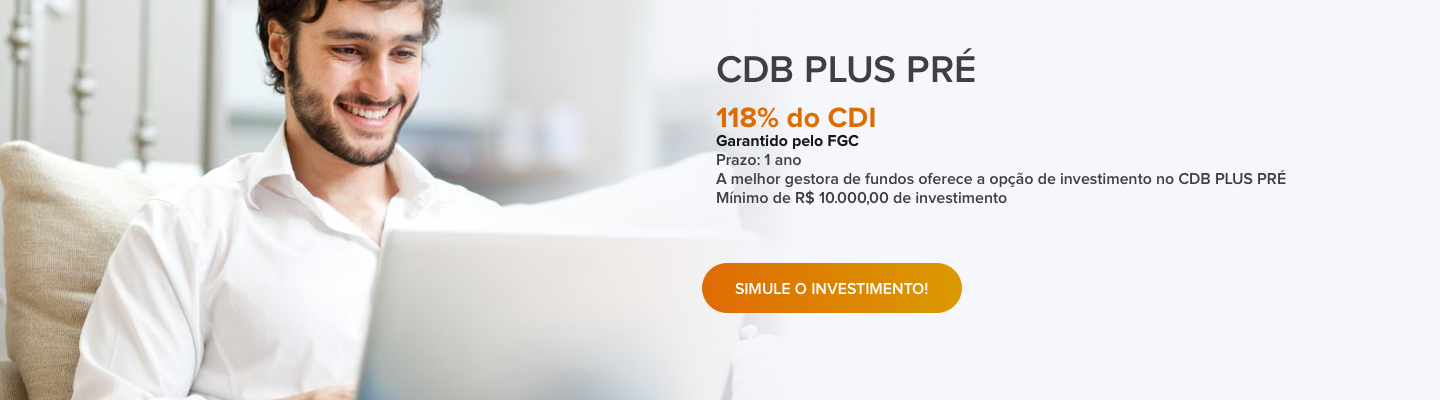 CDB PLUS PRÉ
118% do CDI
Garantido pelo FGC
Prazo: 1 ano
A melhor gestora de fundos oferece a opção de investimento no CDB PLUS PRÉ
Mínimo de R$ 10.000,00 de investimento
SIMULE O INVESTIMENTO!